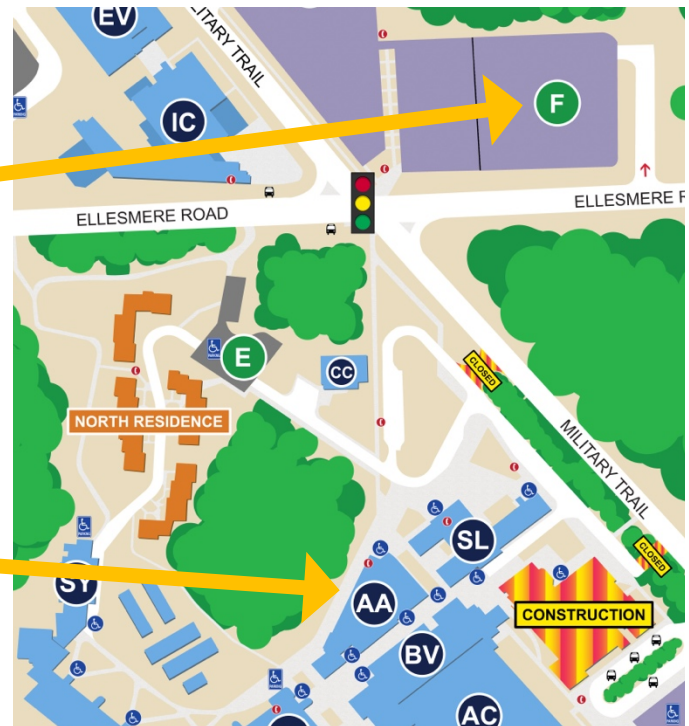 EV
MILITARY TRAIL
F
IC
ELLESMERE ROAD
ELLESMERE R
E
CC
CLOSED
NORTH RESIDENCE
MILITARY TRAIL
SL
CLOSED
SY
AA
CONSTRUCTION
BV
AC